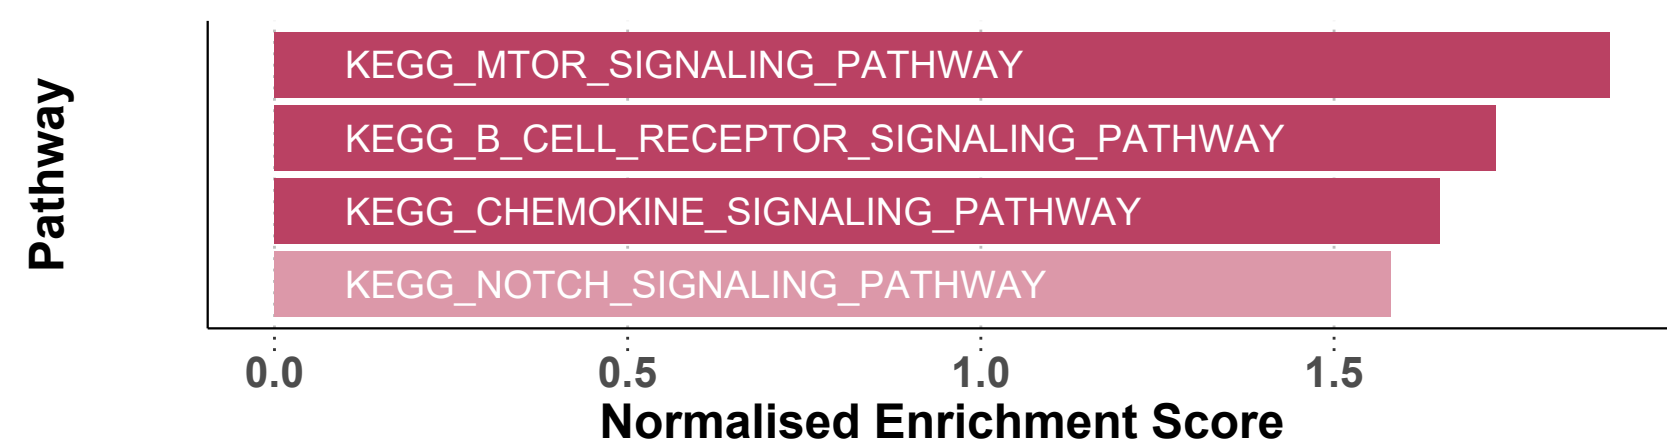 Pathway
KEGG_MTOR_SIGNALING_PATHWAY
KEGG_B_CELL_RECEPTOR_SIGNALING_PATHWAY
KEGG_CHEMOKINE_SIGNALING_PATHWAY
KEGG_NOTCH_SIGNALING_PATHWAY
0.0 0.5 1.0 1.5
Normalised Enrichment Score